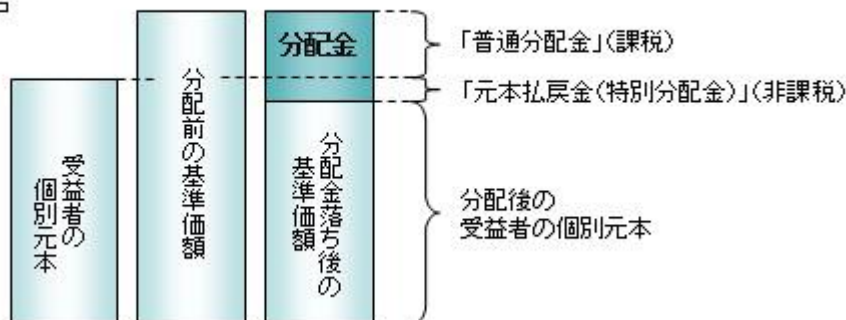 受益者の
個別元本
分配前の基準価額
分配金
分配金落ち後の
基準価額
「普通分配金」(課税)
「元本払戻金(特別分配金)」(非課税)
分配後の
受益者の個別元本